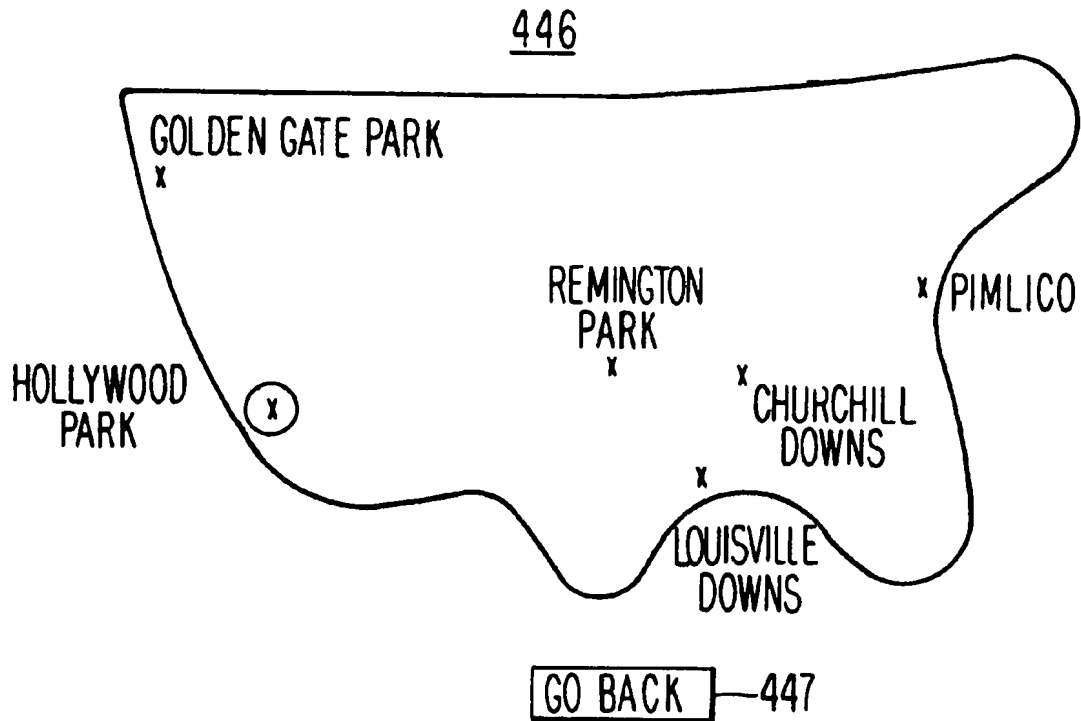 446
GOLDEN GATE PARK
X
REMINGTON
PARK
X
X PIMLICO
HOLLYWOOD
PARK
X
X
CHURCHILL
DOWNS
X
LOUISVILLE
DOWNS
GO BACK 447